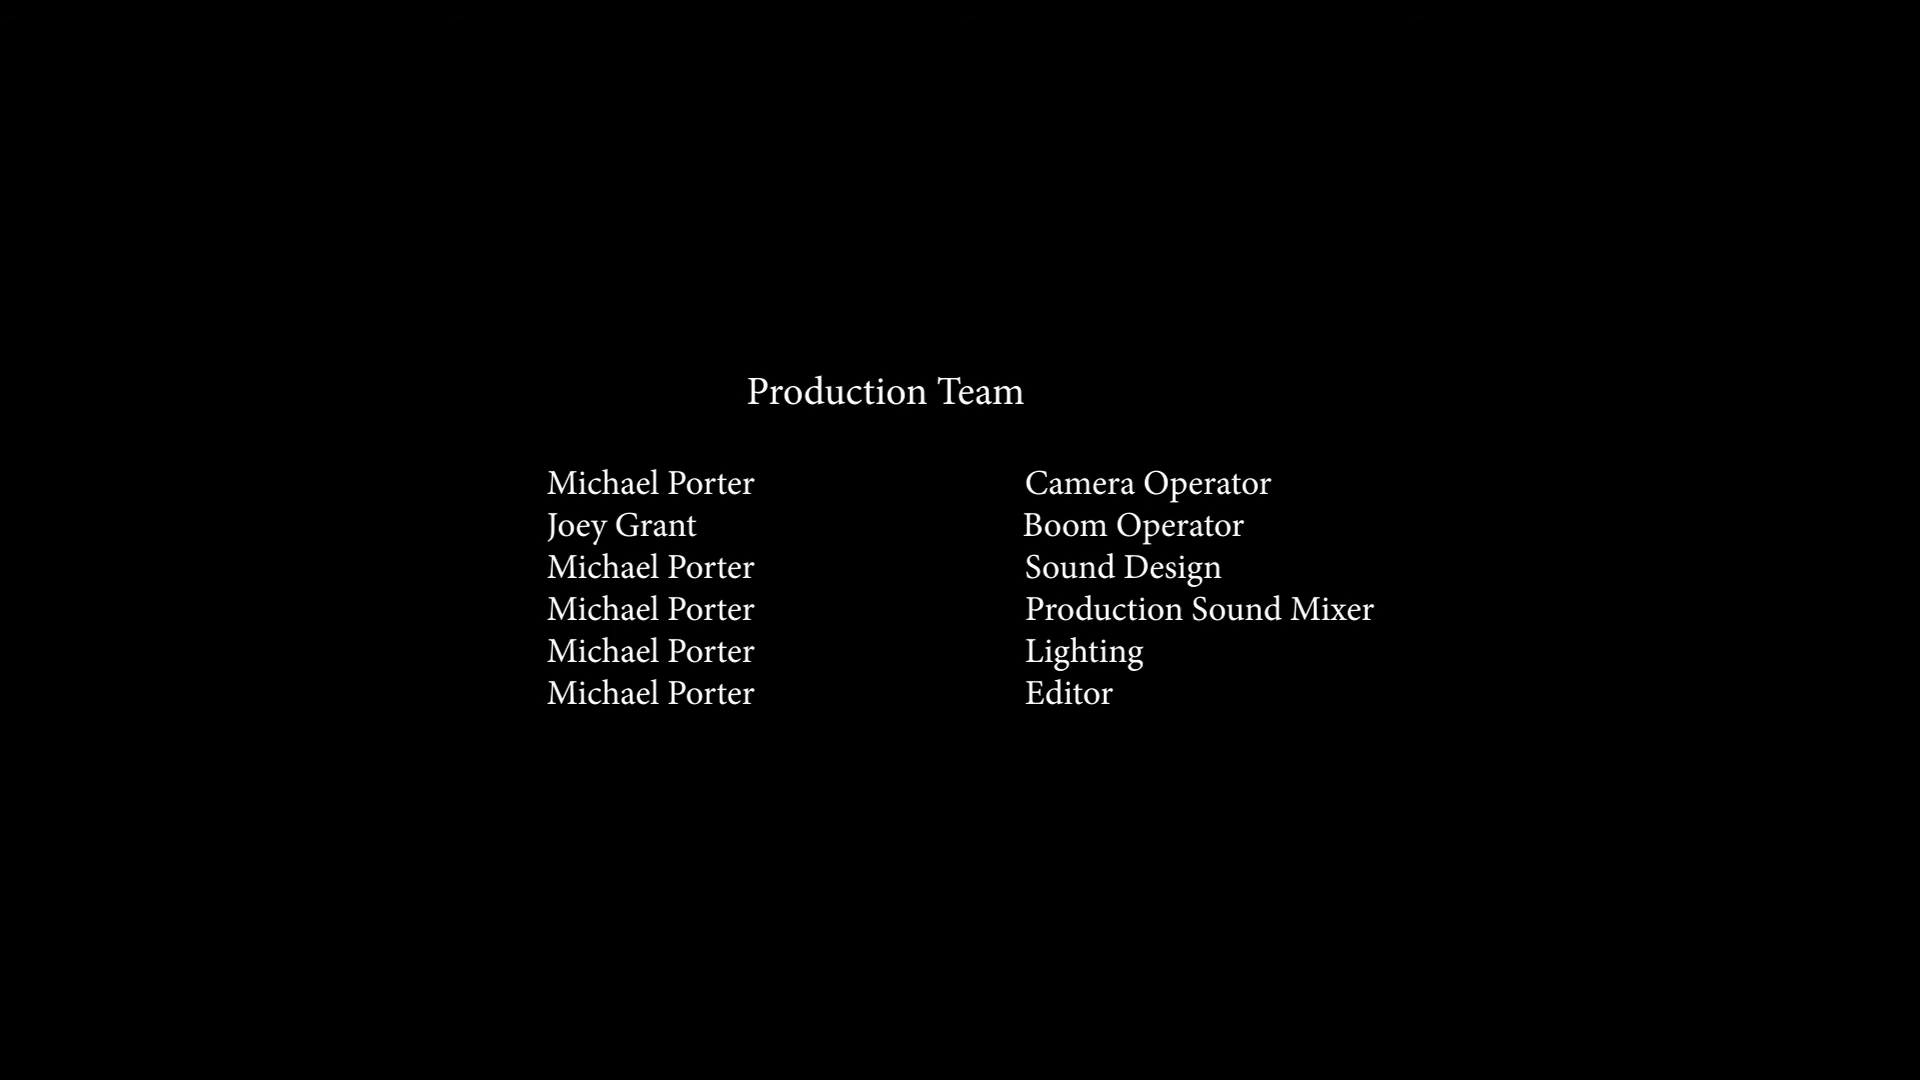 Production Team
Michael Porter Camera Operator
Joey Grant Boom Operator
Michael Porter Sound Design
Michael Porter Production Sound Mixer
Michael Porter Lighting
Michael Porter Editor